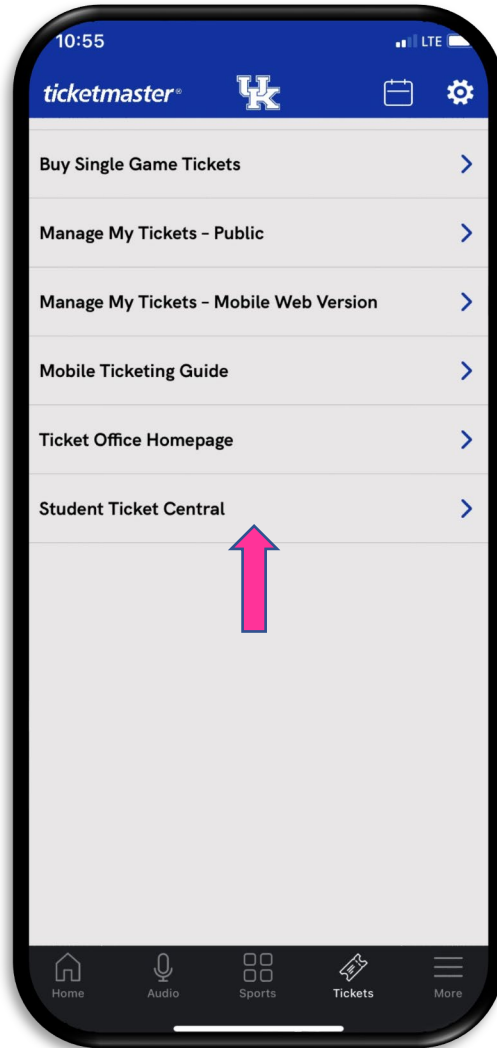 10:55
LTE
ticketmaster®
UK
Buy Single Game Tickets
Manage My Tickets – Public
Manage My Tickets – Mobile Web Version
Mobile Ticketing Guide
Ticket Office Homepage
Student Ticket Central
Home Audio Sports Tickets More